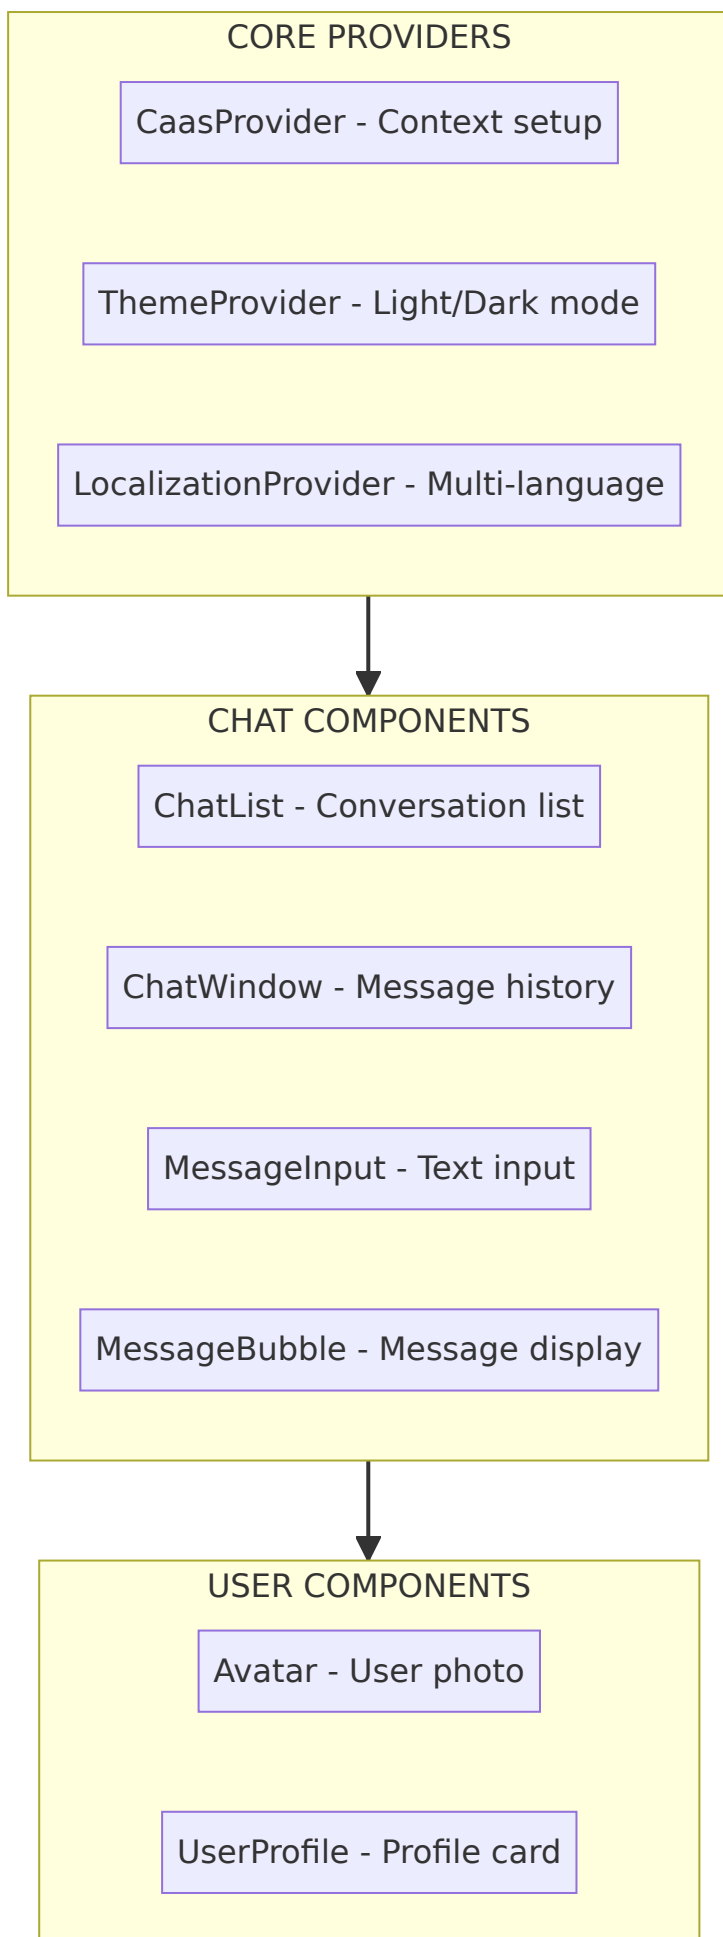 CORE PROVIDERS
CaasProvider - Context setup
ThemeProvider - Light/Dark mode
LocalizationProvider - Multi-language
CHAT COMPONENTS
ChatList - Conversation list
ChatWindow - Message history
MessageInput - Text input
MessageBubble - Message display
USER COMPONENTS
Avatar - User photo
UserProfile - Profile card